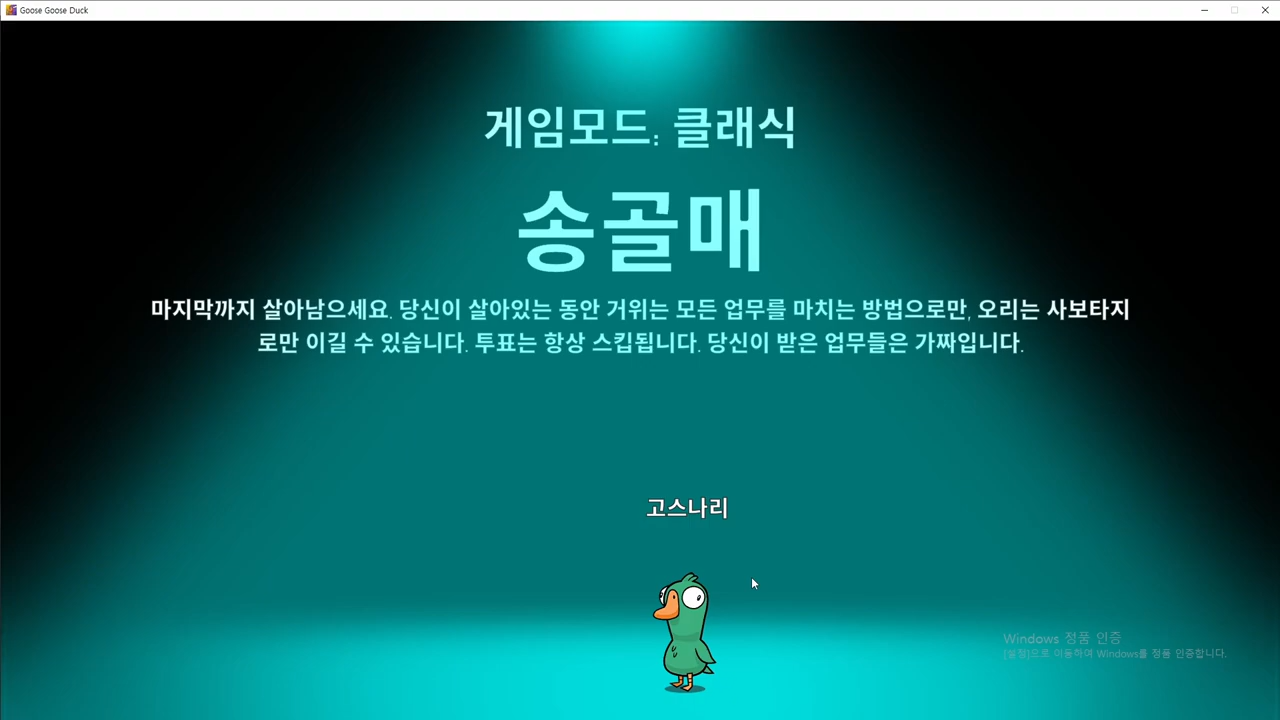 Goose Goose Duck
게임모드: 클래식
송골매
마지막까지 살아남으세요. 당신이 살아있는 동안 거위는 모든 업무를 마치는 방법으로만, 오리는 사보타지
로만 이길 수 있습니다. 투표는 항상 스킵됩니다. 당신이 받은 업무들은 가짜입니다.
고스나리
Windows 정품 인증
[설정]으로 이동하여 Windows를 정품 인증합니다.